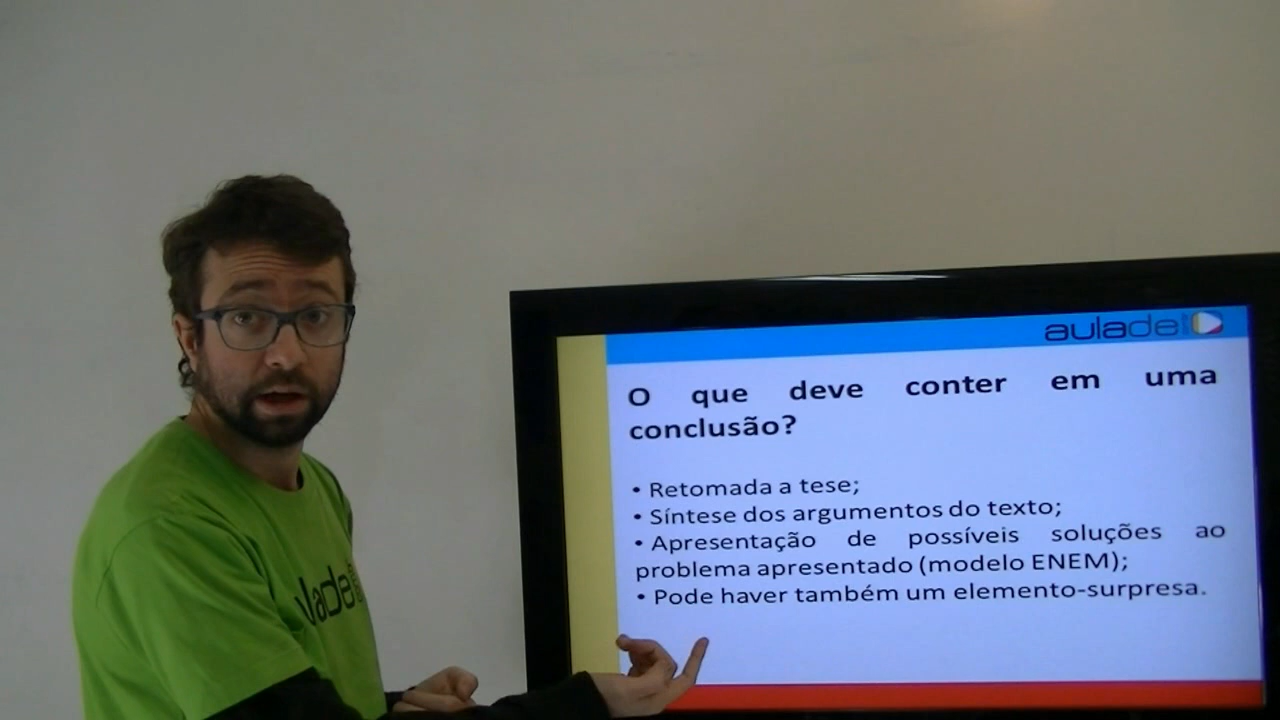 aulade
O que deve conter em uma
conclusão?
• Retomada a tese;
• Síntese dos argumentos do texto;
• Apresentação de possíveis soluções ao
problema apresentado (modelo ENEM);
• Pode haver também um elemento-surpresa.